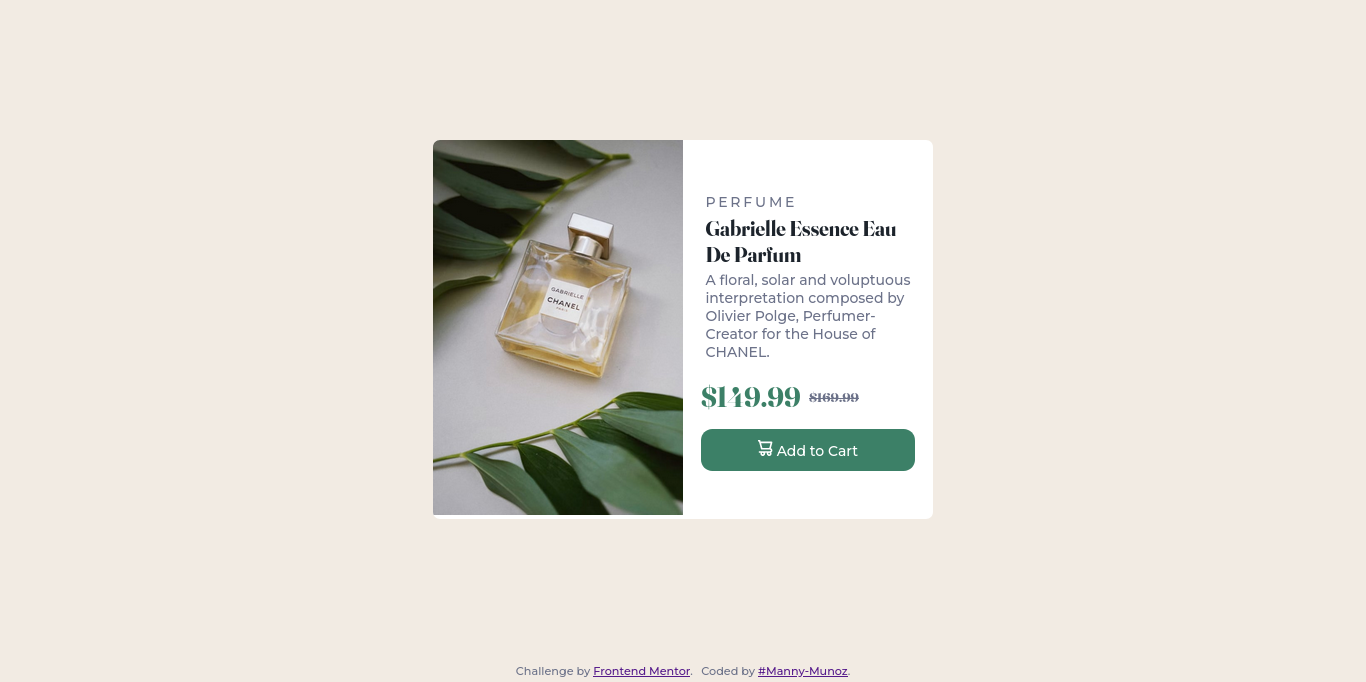 GABRIELLE
CHANEL
PERFUME
Gabrielle Essence Eau
De Parfum
A floral, solar and voluptuous
interpretation composed by
Olivier Polge, Perfumer-
Creator for the House of
CHANEL.
$149.99 $169.99
Add to Cart
Challenge by Frontend Mentor. Coded by #Manny-Munoz.